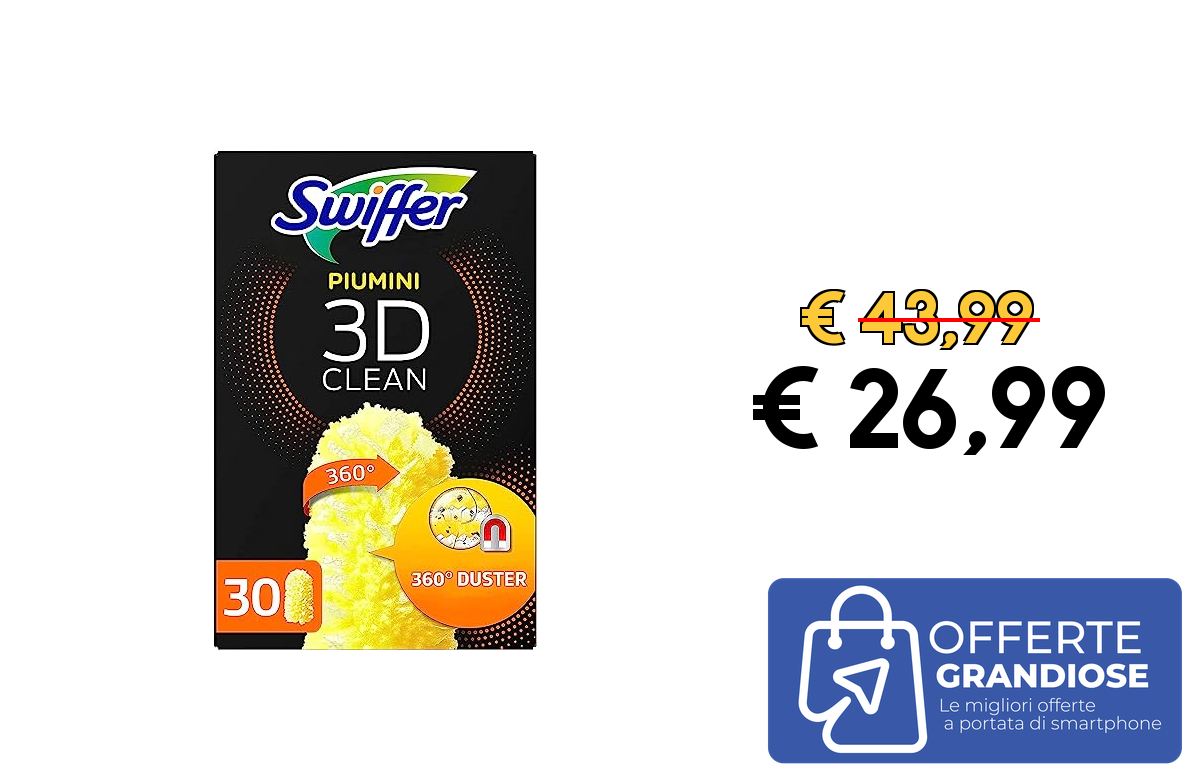 Swiffer
PIUMINI
3D
CLEAN
360°
360° DUSTER
30
€ 43,99
€ 26,99
OFFERTE
GRANDIOSE
Le migliori offerte
a portata di smartphone